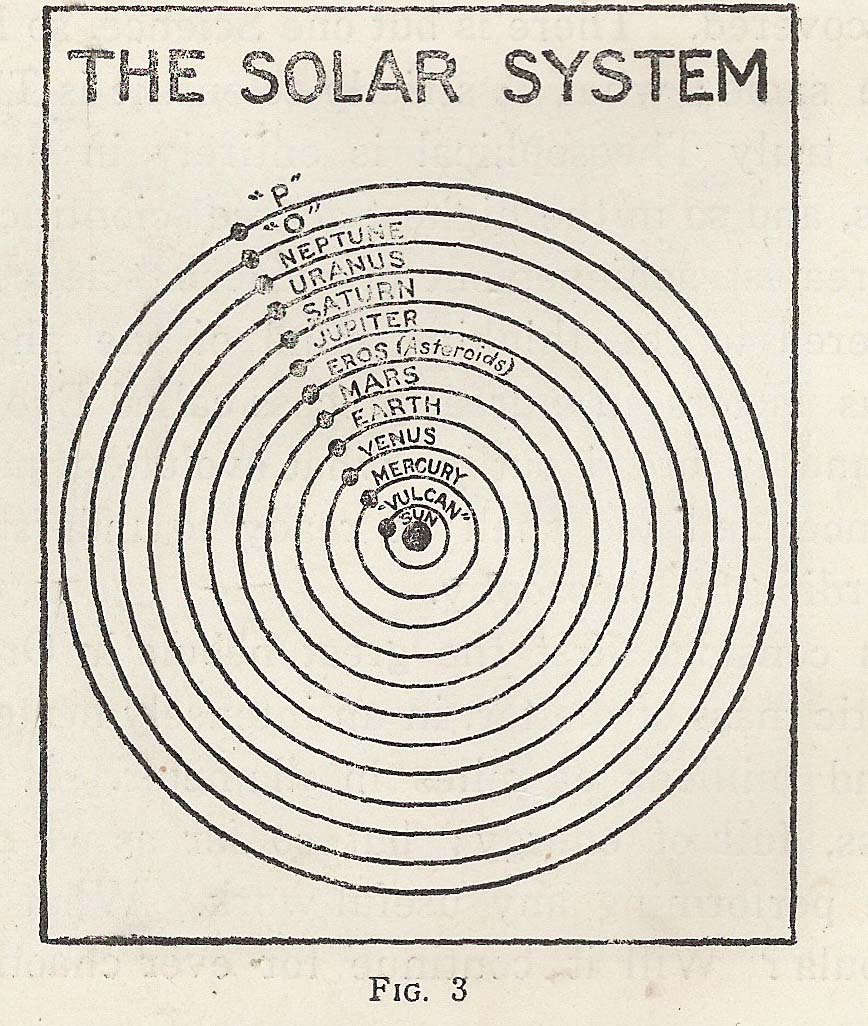 THE SOLAR SYSTEM
"P"
"O"
NEPTUNE
URANUS
SATURN
JUPITER
EROS (Asteroids)
MARS
EARTH
VENUS
MERCURY
"VULCAN"
SUN
FIG. 3